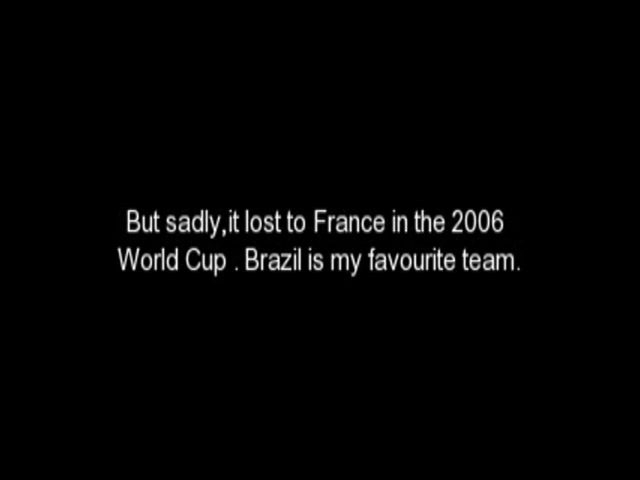 But sadly,it lost to France in the 2006
World Cup . Brazil is my favourite team.